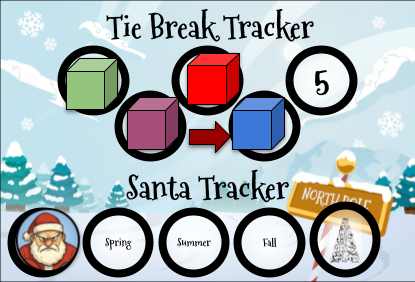 Tie Break Tracker
5
Santa Tracker
NORTH POLE
Spring
Summer
Fall